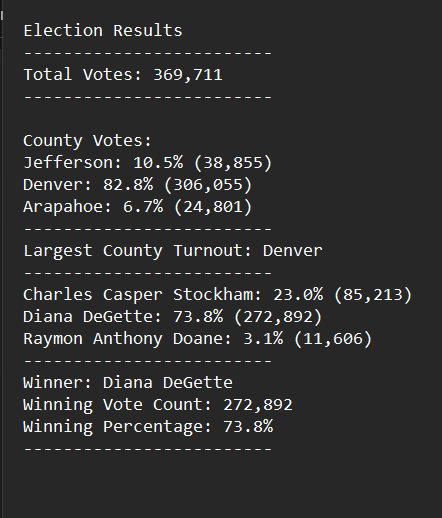 Election Results
-------------------------
Total Votes: 369,711
-------------------------
County Votes:
Jefferson: 10.5% (38,855)
Denver: 82.8% (306,055)
Arapahoe: 6.7% (24,801)
-------------------------
Largest County Turnout: Denver
-------------------------
Charles Casper Stockham: 23.0% (85,213)
Diana DeGette: 73.8% (272,892)
Raymon Anthony Doane: 3.1% (11,606)
-------------------------
Winner: Diana DeGette
Winning Vote Count: 272,892
Winning Percentage: 73.8%
-------------------------